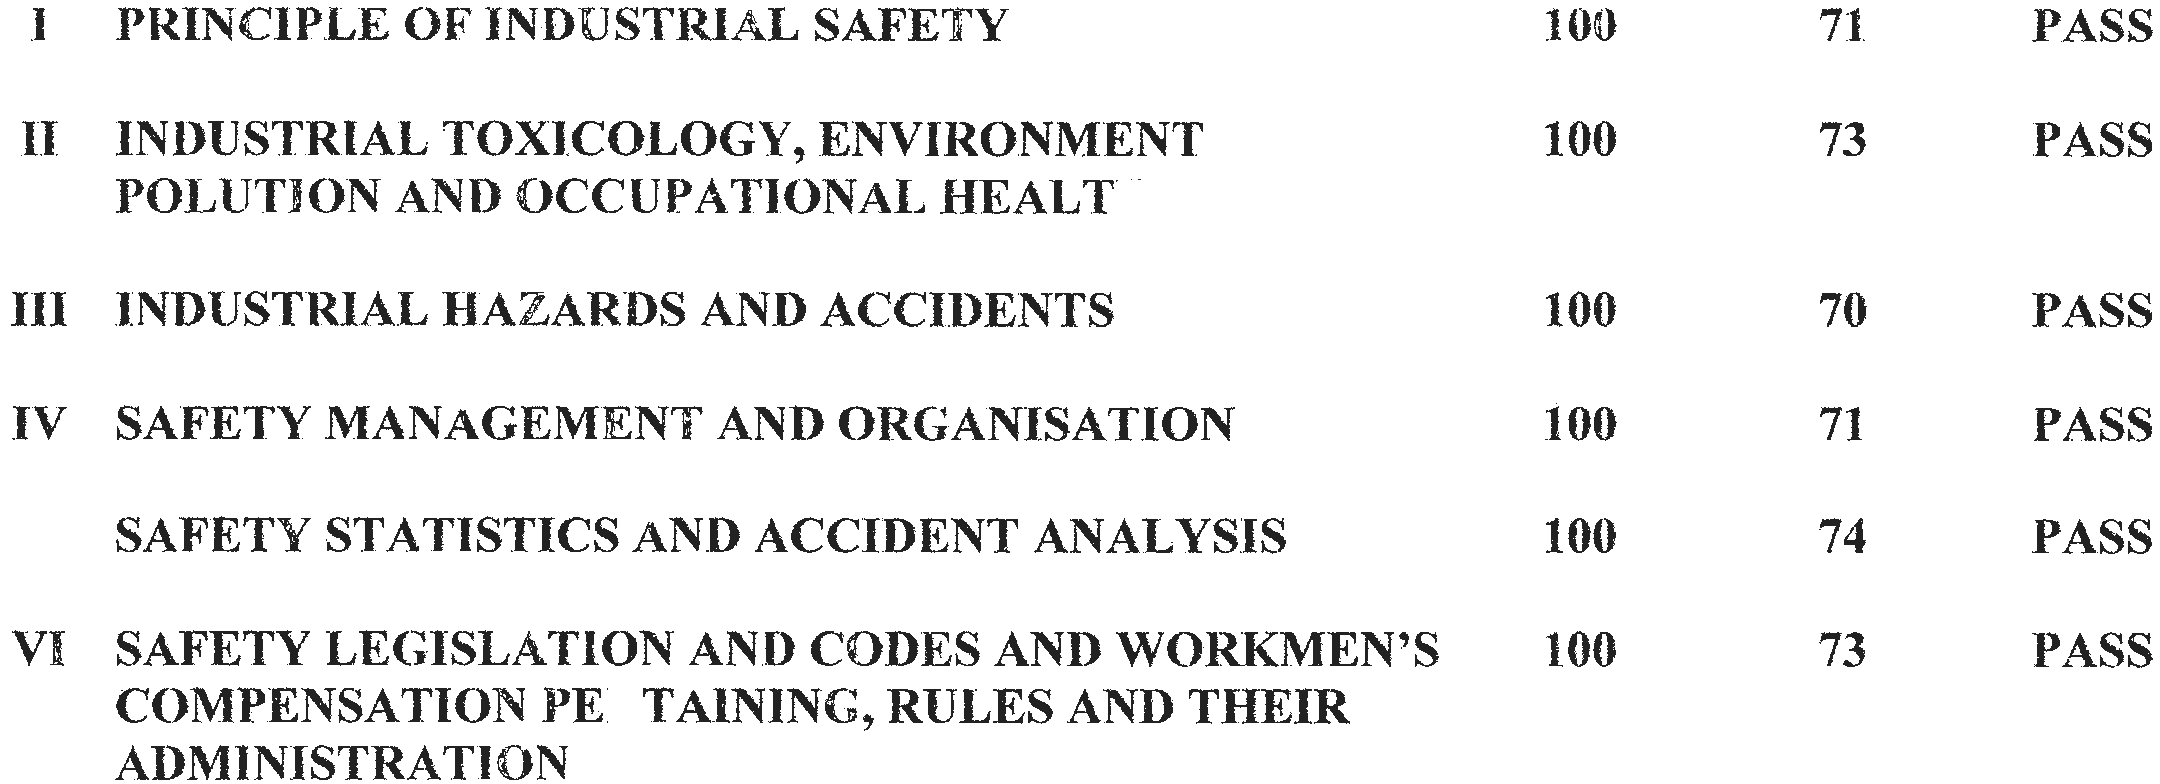 I PRINCIPLE OF INDUSTRIAL SAFETY 100 71 PASS
II INDUSTRIAL TOXICOLOGY, ENVIRONMENT 100 73 PASS
POLUTION AND OCCUPATIONAL HEALT
III INDUSTRIAL HAZARDS AND ACCIDENTS 100 70 PASS
IV SAFETY MANAGEMENT AND ORGANISATION 100 71 PASS
SAFETY STATISTICS AND ACCIDENT ANALYSIS 100 74 PASS
VI SAFETY LEGISLATION AND CODES AND WORKMEN'S 100 73 PASS
COMPENSATION PE TAINING, RULES AND THEIR
ADMINISTRATION